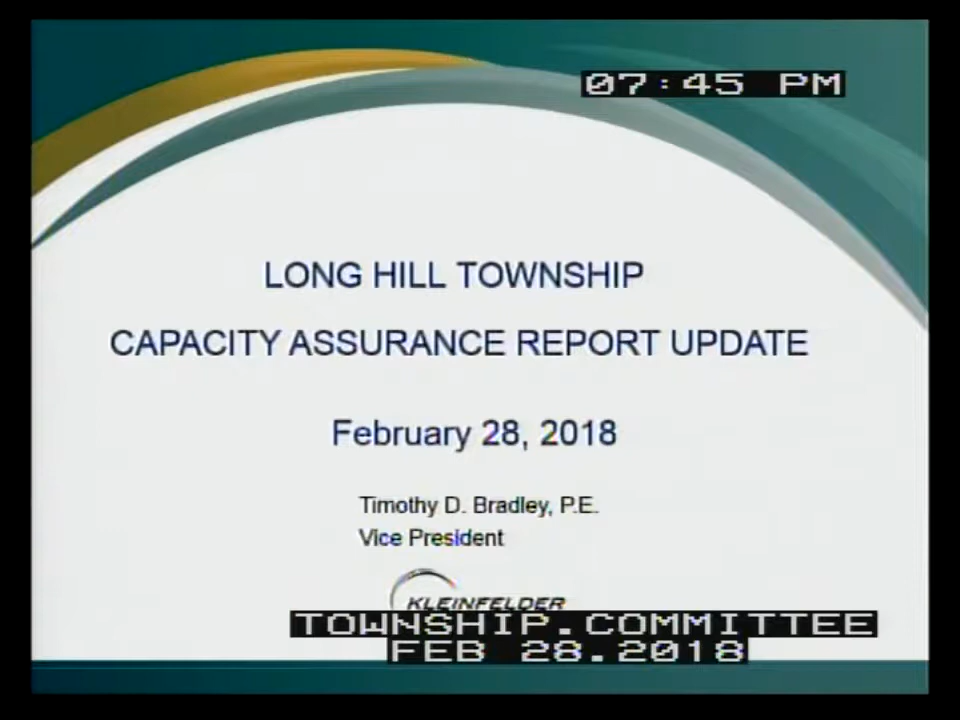 07:45 PM
LONG HILL TOWNSHIP
CAPACITY ASSURANCE REPORT UPDATE
February 28, 2018
Timothy D. Bradley, P.E.
Vice President
KLEINFELDER
TOWNSHIP.COMMITTEE
FEB 28.2018